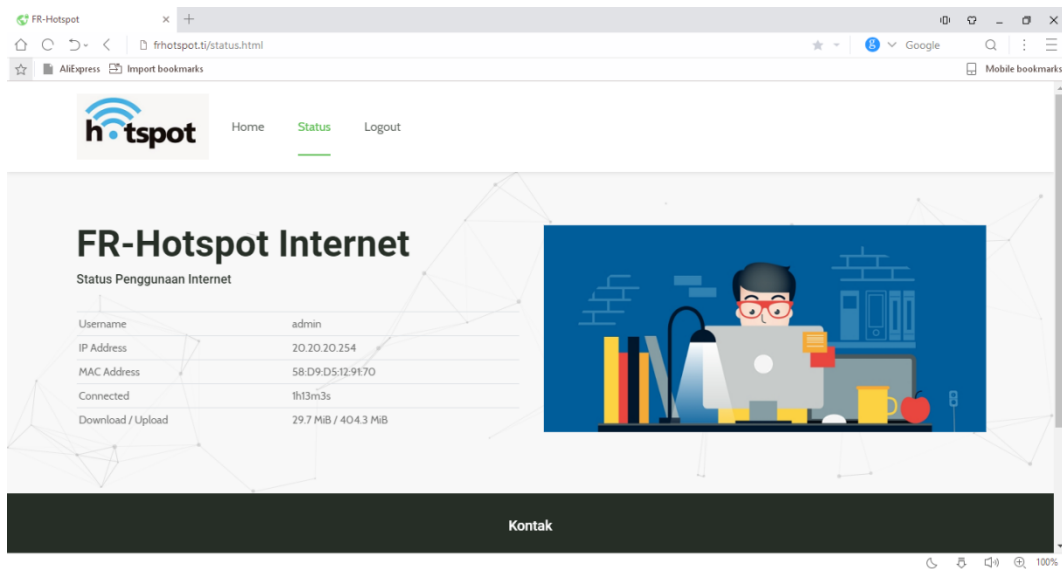 FR-Hotspot
frhotspot.ti/status.html
Google
AliExpress Import bookmarks
Mobile bookmarks
hotspot
Home Status Logout
FR-Hotspot Internet
Status Penggunaan Internet
Username admin
IP Address 20.20.20.254
MAC Address 58:D9:D5:12:91:70
Connected 1h13m3s
Download / Upload 29.7 MiB / 404.3 MiB
Kontak
100%